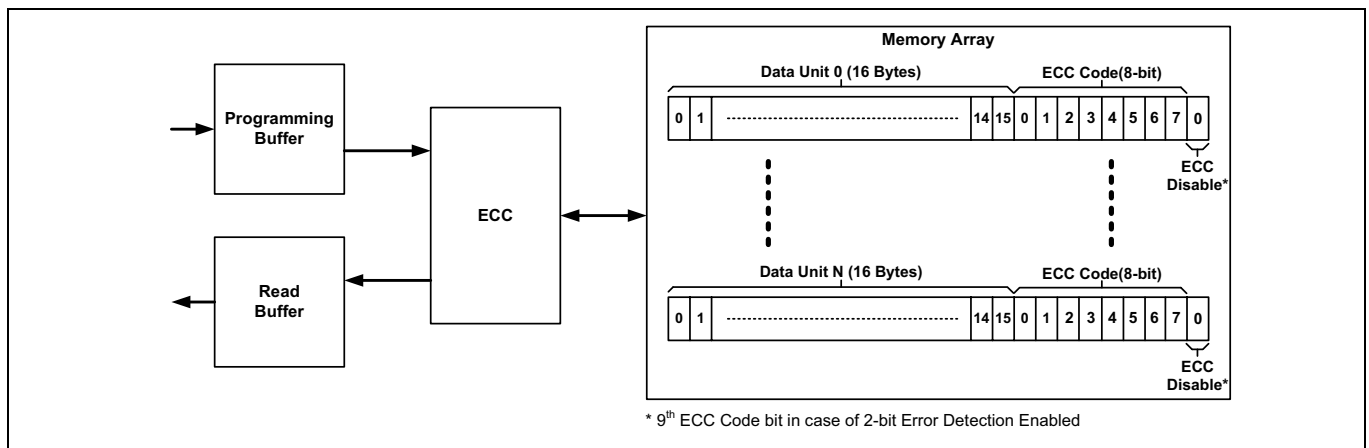 Memory Array
Data Unit 0 (16 Bytes) ECC Code(8-bit)
0 1 14 15 0 1 2 3 4 5 6 7 0
ECC
Disable*
Programming
Buffer
ECC
Read
Buffer
Data Unit N (16 Bytes) ECC Code(8-bit)
0 1 14 15 0 1 2 3 4 5 6 7 0
ECC
Disable*
* 9th ECC Code bit in case of 2-bit Error Detection Enabled